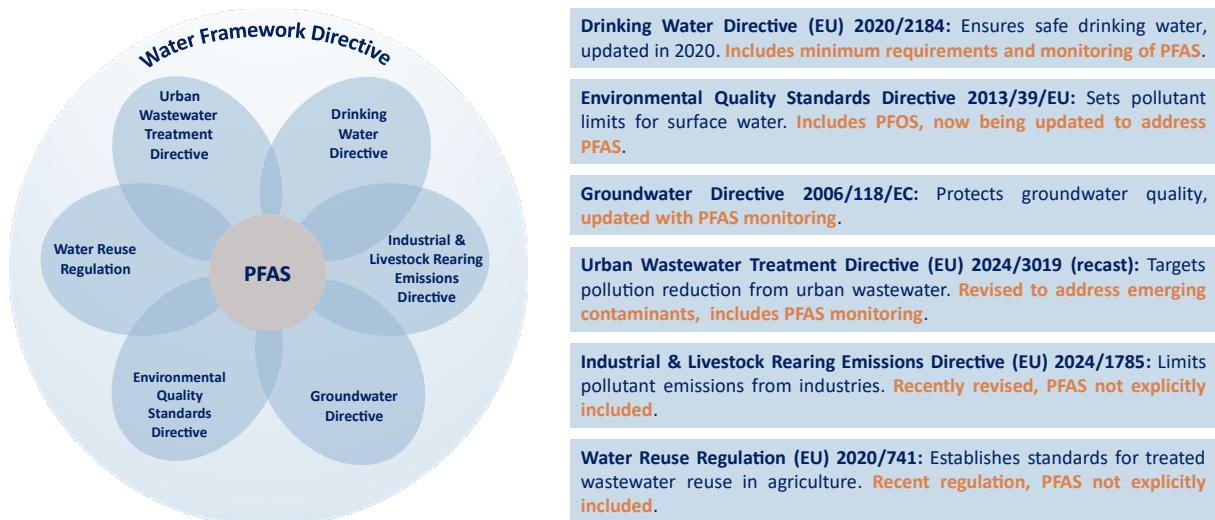 Water Framework Directive
Urban
Wastewater
Treatment
Directive
Drinking
Water
Directive
Water Reuse
Regulation
PFAS
Industrial &
Livestock Rearing
Emissions
Directive
Environmental
Quality
Standards
Directive
Groundwater
Directive
Drinking Water Directive (EU) 2020/2184: Ensures safe drinking water,
updated in 2020. Includes minimum requirements and monitoring of PFAS.
Environmental Quality Standards Directive 2013/39/EU: Sets pollutant
limits for surface water. Includes PFOS, now being updated to address
PFAS.
Groundwater Directive 2006/118/EC: Protects groundwater quality,
updated with PFAS monitoring.
Urban Wastewater Treatment Directive (EU) 2024/3019 (recast): Targets
pollution reduction from urban wastewater. Revised to address emerging
contaminants, includes PFAS monitoring.
Industrial & Livestock Rearing Emissions Directive (EU) 2024/1785: Limits
pollutant emissions from industries. Recently revised, PFAS not explicitly
included.
Water Reuse Regulation (EU) 2020/741: Establishes standards for treated
wastewater reuse in agriculture. Recent regulation, PFAS not explicitly
included.